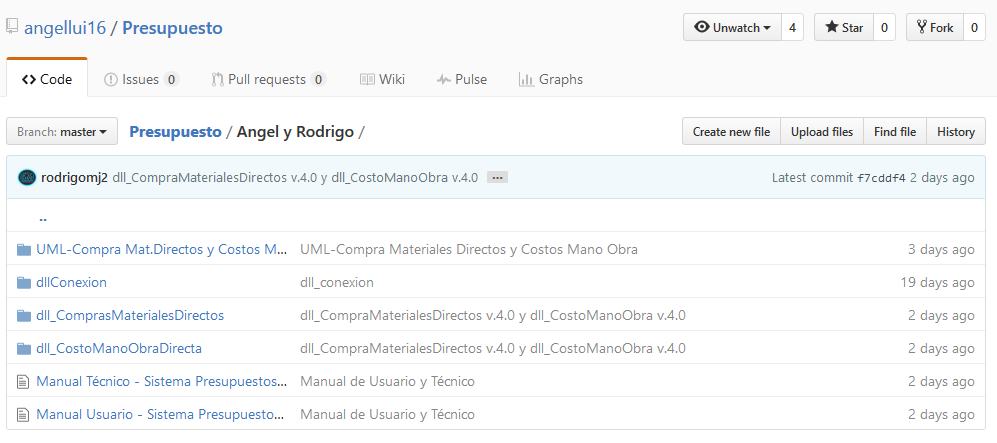 angellui16 / Presupuesto
Unwatch 4 Star 0 Fork 0
Code Issues 0 Pull requests 0 Wiki Pulse Graphs
Branch: master Presupuesto / Angel y Rodrigo / Create new file Upload files Find file History
rodrigomj2 dll_CompraMaterialesDirectos v.4.0 y dll_CostoManoObra v.4.0 ... Latest commit f7cddf4 2 days ago
..
UML-Compra Mat.Directos y Costos M... UML-Compra Materiales Directos y Costos Mano Obra 3 days ago
dllConexion dll_conexion 19 days ago
dll_ComprasMaterialesDirectos dll_CompraMaterialesDirectos v.4.0 y dll_CostoManoObra v.4.0 2 days ago
dll_CostoManoObraDirecta dll_CompraMaterialesDirectos v.4.0 y dll_CostoManoObra v.4.0 2 days ago
Manual Técnico - Sistema Presupuestos... Manual de Usuario y Técnico 2 days ago
Manual Usuario - Sistema Presupuesto... Manual de Usuario y Técnico 2 days ago